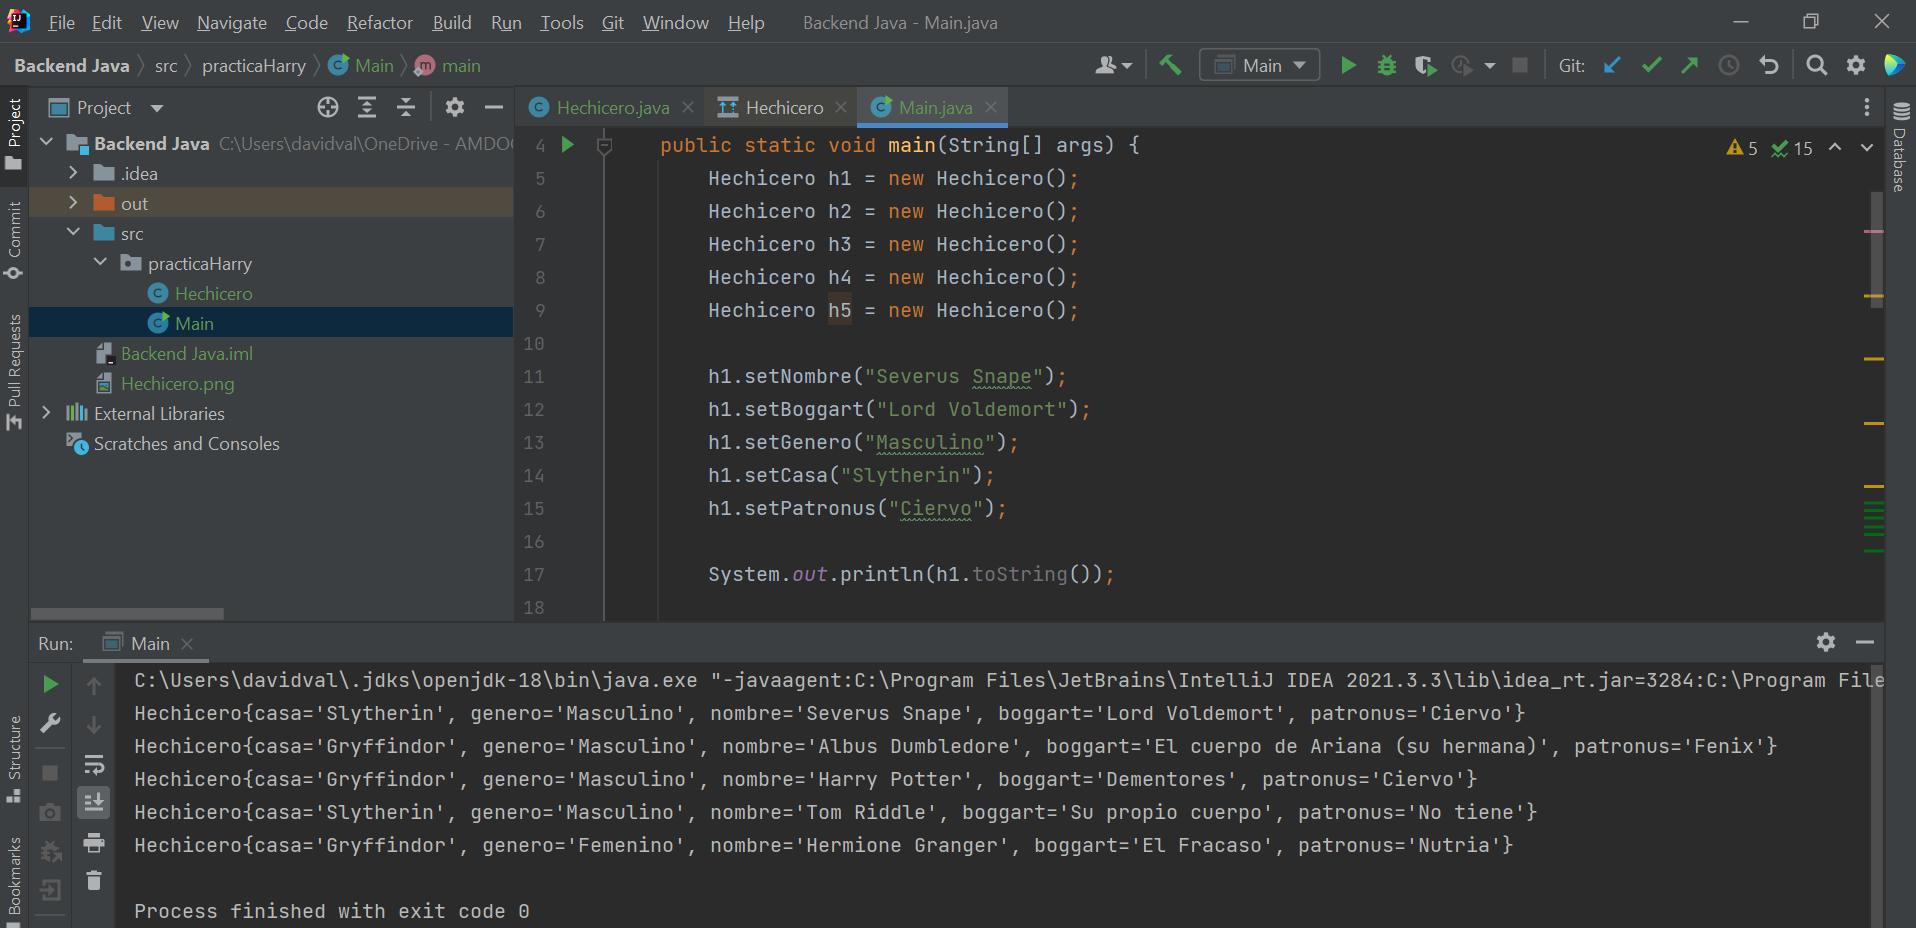 File Edit View Navigate Code Refactor Build Run Tools Git Window Help Backend Java - Main.java
Backend Java src practicaHarry Main main Main Git:
Project
Hechicero.java Hechicero Main.java
Project
Commit
Pull Requests
Structure
Bookmarks
Database
Backend Java C:\Users\davidval\OneDrive - AMDOC
.idea
out
src
practicaHarry
Hechicero
Main
Backend Java.iml
Hechicero.png
External Libraries
Scratches and Consoles
5 15
4 public static void main(String[] args) {
5 Hechicero h1 = new Hechicero();
6 Hechicero h2 = new Hechicero();
7 Hechicero h3 = new Hechicero();
8 Hechicero h4 = new Hechicero();
9 Hechicero h5 = new Hechicero();
10
11 h1.setNombre("Severus Snape");
12 h1.setBoggart("Lord Voldemort");
13 h1.setGenero("Masculino");
14 h1.setCasa("Slytherin");
15 h1.setPatronus("Ciervo");
16
17 System.out.println(h1.toString());
18
Run: Main
C:\Users\davidval\.jdks\openjdk-18\bin\java.exe "-javaagent:C:\Program Files\JetBrains\IntelliJ IDEA 2021.3.3\lib\idea_rt.jar=3284:C:\Program File
Hechicero{casa='Slytherin', genero='Masculino', nombre='Severus Snape', boggart='Lord Voldemort', patronus='Ciervo'}
Hechicero{casa='Gryffindor', genero='Masculino', nombre='Albus Dumbledore', boggart='El cuerpo de Ariana (su hermana)', patronus='Fenix'}
Hechicero{casa='Gryffindor', genero='Masculino', nombre='Harry Potter', boggart='Dementores', patronus='Ciervo'}
Hechicero{casa='Slytherin', genero='Masculino', nombre='Tom Riddle', boggart='Su propio cuerpo', patronus='No tiene'}
Hechicero{casa='Gryffindor', genero='Femenino', nombre='Hermione Granger', boggart='El Fracaso', patronus='Nutria'}
Process finished with exit code 0